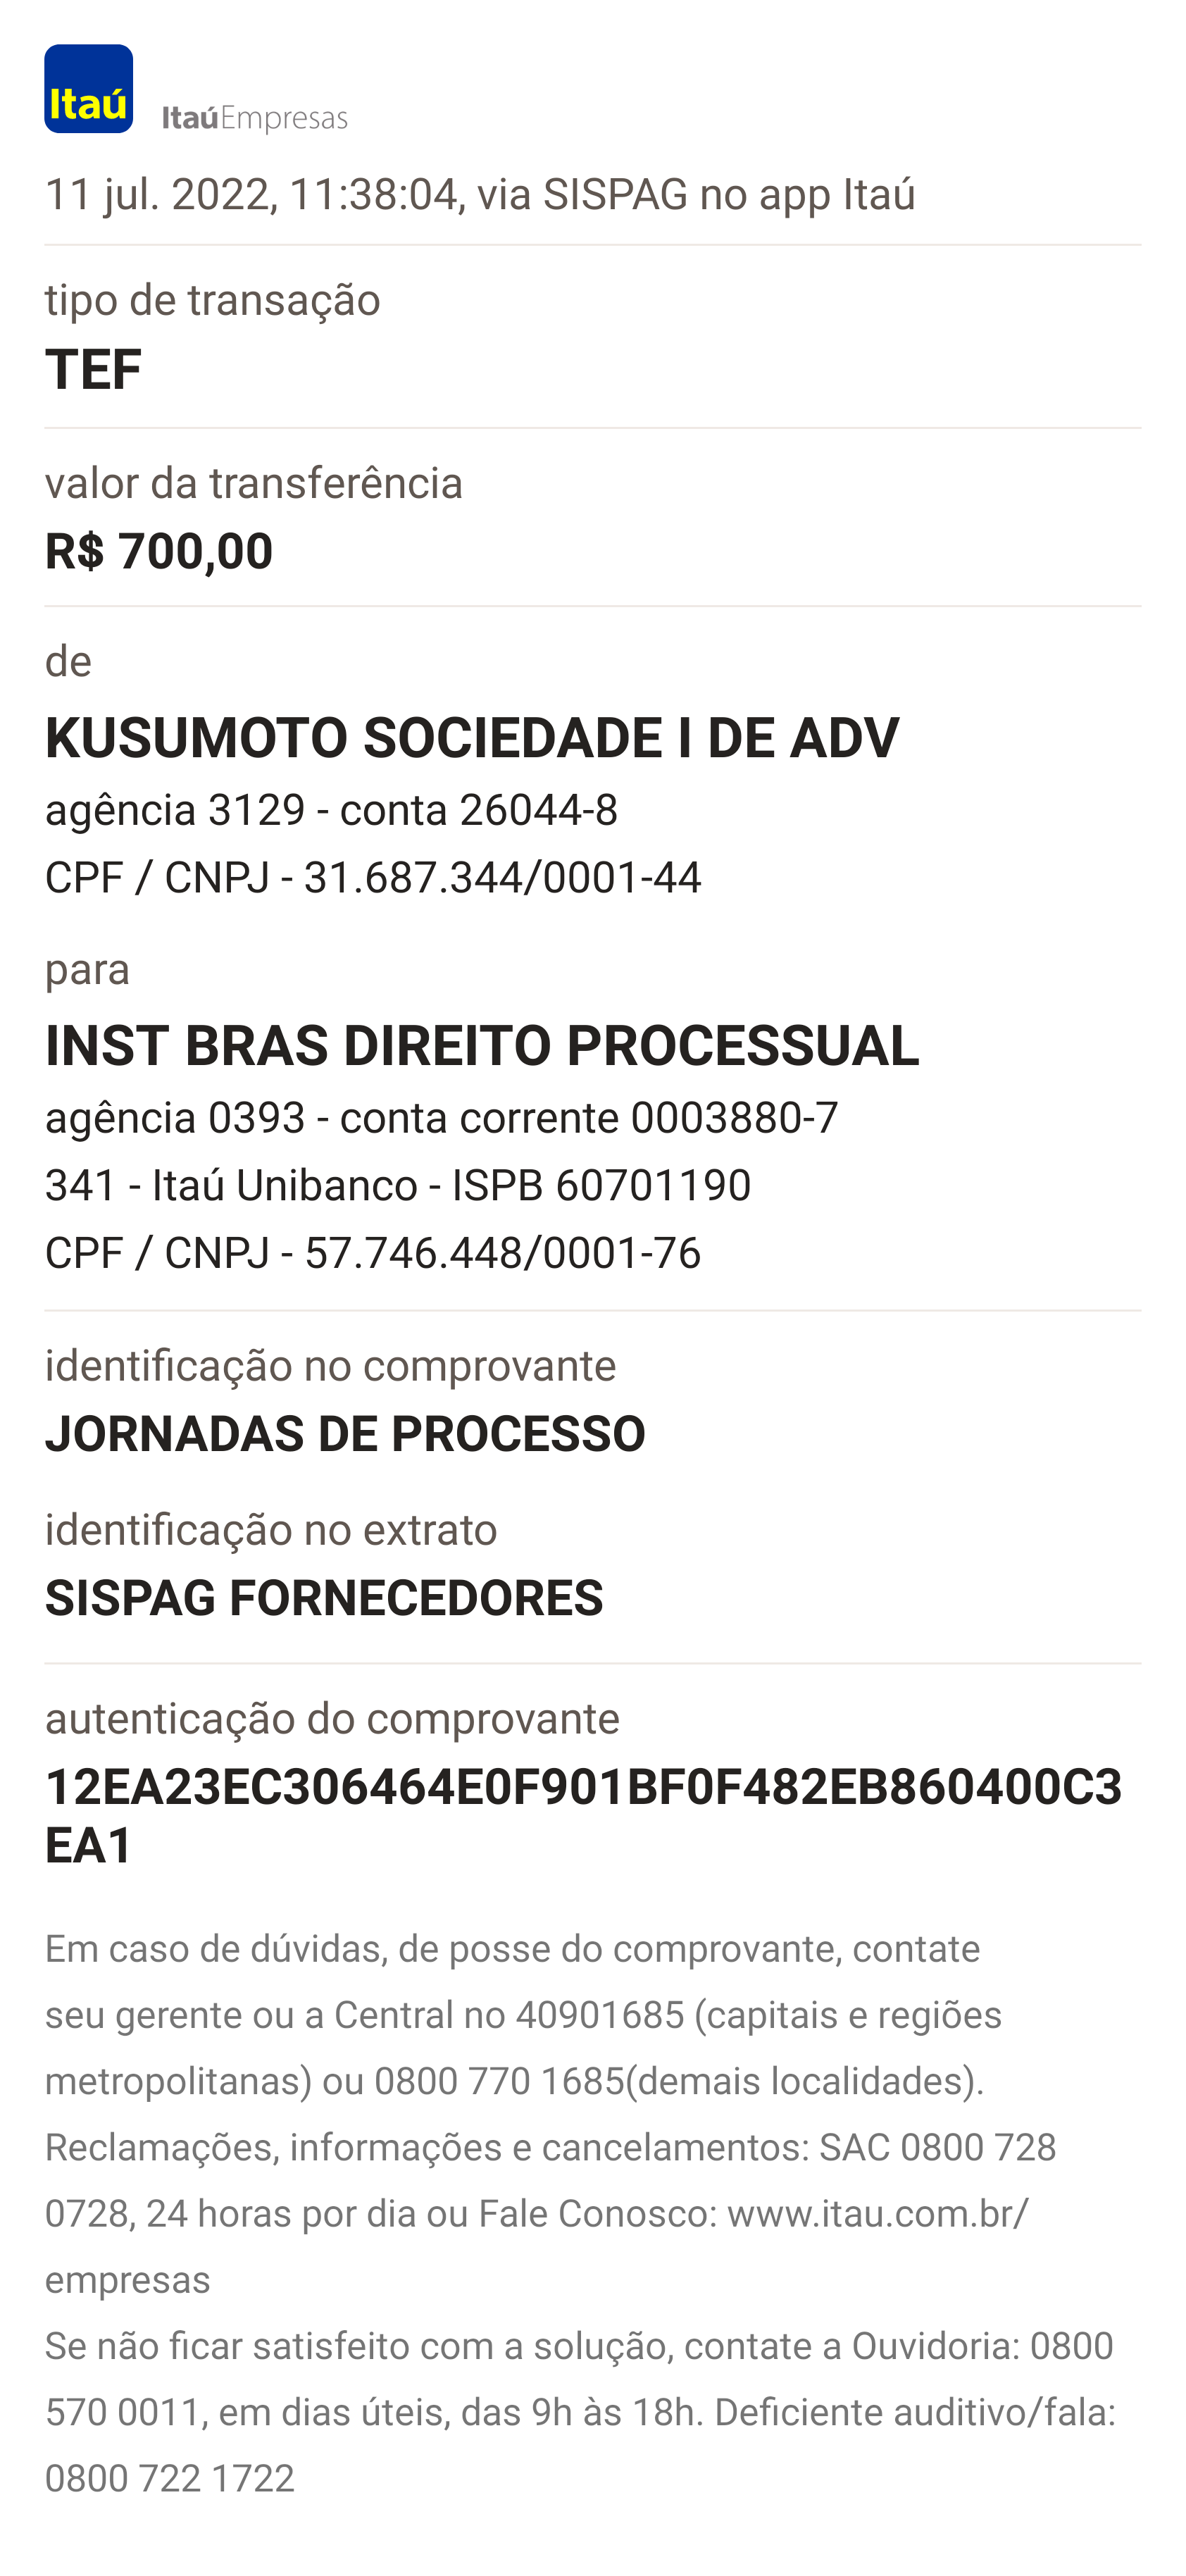 Itaú
ItaúEmpresas
11 jul. 2022, 11:38:04, via SISPAG no app Itaú
tipo de transação
TEF
valor da transferência
R$ 700,00
de
KUSUMOTO SOCIEDADE I DE ADV
agência 3129 - conta 26044-8
CPF / CNPJ - 31.687.344/0001-44
para
INST BRAS DIREITO PROCESSUAL
agência 0393 - conta corrente 0003880-7
341 - Itaú Unibanco - ISPB 60701190
CPF / CNPJ - 57.746.448/0001-76
identificação no comprovante
JORNADAS DE PROCESSO
identificação no extrato
SISPAG FORNECEDORES
autenticação do comprovante
12EA23EC306464E0F901BF0F482EB860400C3
EA1
Em caso de dúvidas, de posse do comprovante, contate
seu gerente ou a Central no 40901685 (capitais e regiões
metropolitanas) ou 0800 770 1685(demais localidades).
Reclamações, informações e cancelamentos: SAC 0800 728
0728, 24 horas por dia ou Fale Conosco: www.itau.com.br/
empresas
Se não ficar satisfeito com a solução, contate a Ouvidoria: 0800
570 0011, em dias úteis, das 9h às 18h. Deficiente auditivo/fala:
0800 722 1722